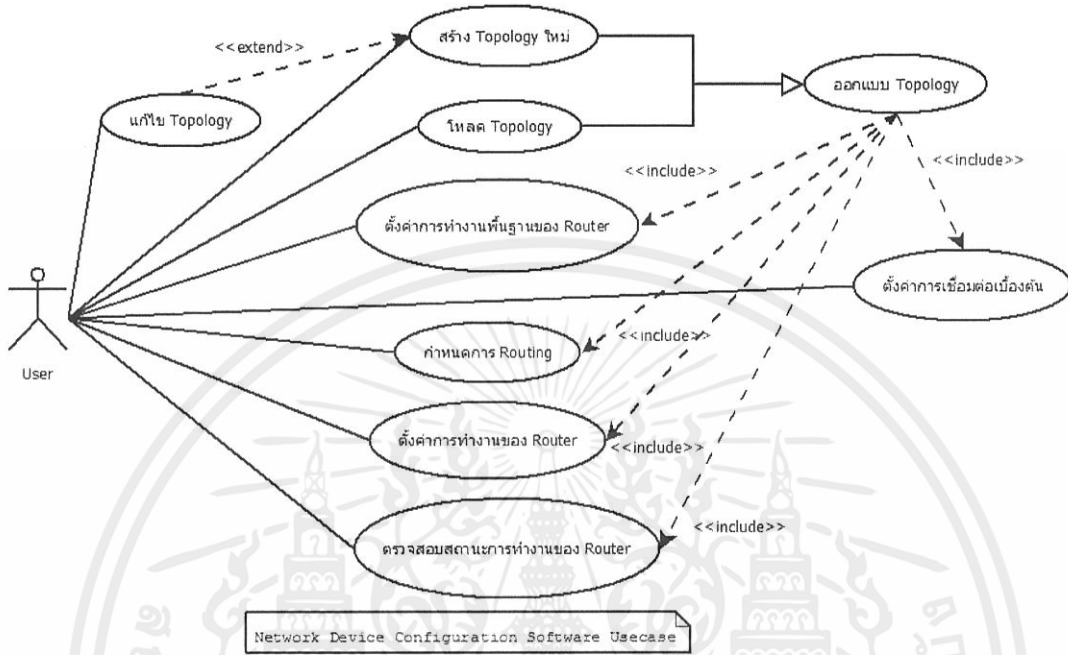 สร้าง Topology ใหม่
<<extend>>
ออกแบบ Topology
แก้ไข Topology
โหลด Topology
<<include>>
<<include>>
ตั้งค่าการทำงานพื้นฐานของ Router
ตั้งค่าการเชื่อมต่อเบื้องต้น
<<include>>
กำหนดการ Routing
User
ตั้งค่าการทำงานของ Router
<<include>>
<<include>>
ตรวจสอบสถานะการทำงานของ Router
Network Device Configuration Software Usecase